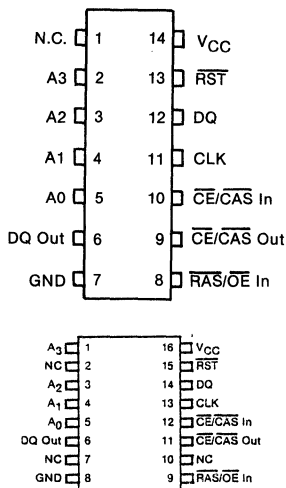 N.C. 1 14 VCC
A3 2 13 RST
A2 3 12 DQ
A1 4 11 CLK
A0 5 10 CE/CAS In
DQ Out 6 9 CE/CAS Out
GND 7 8 RAS/OE In
A3 1 16 VCC
NC 2 15 RST
A2 3 14 DQ
A1 4 13 CLK
A0 5 12 CE/CAS In
DQ Out 6 11 CE/CAS Out
NC 7 10 NC
GND 8 9 RAS/OE In